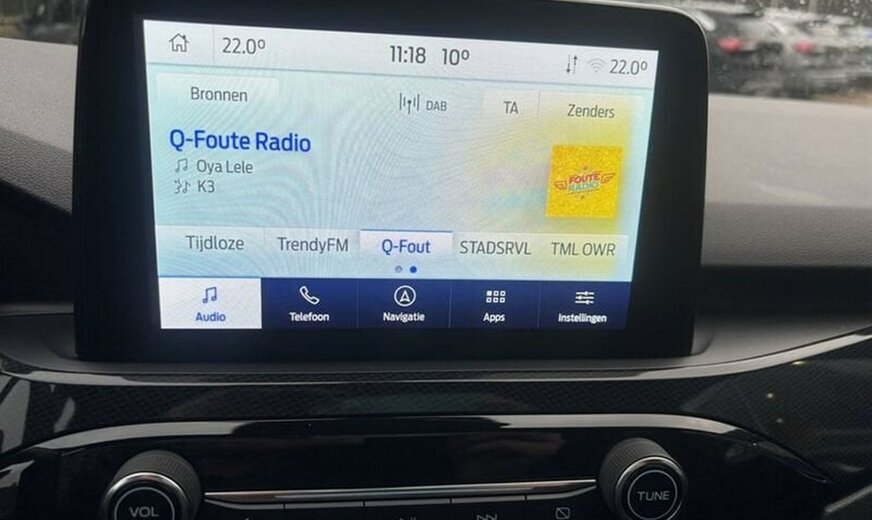 22.0° 11:18 10° 22.0°
Bronnen DAB TA Zenders
Q-Foute Radio
Oya Lele
K3
FOUTE
RADIO
Tijdloze TrendyFM Q-Fout STADSRVL TML OWR
Audio Telefoon Navigatie Apps Instellingen
VOL TUNE